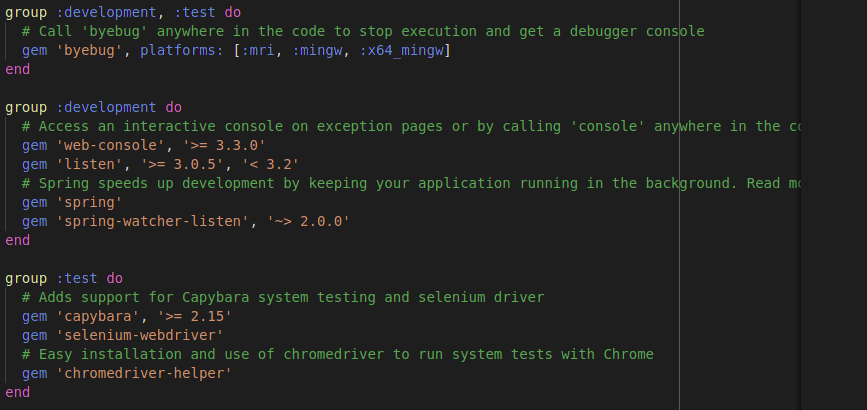 group :development, :test do
  # Call 'byebug' anywhere in the code to stop execution and get a debugger console
  gem 'byebug', platforms: [:mri, :mingw, :x64_mingw]
end

group :development do
  # Access an interactive console on exception pages or by calling 'console' anywhere in the
  gem 'web-console', '>= 3.3.0'
  gem 'listen', '>= 3.0.5', '< 3.2'
  # Spring speeds up development by keeping your application running in the background. Read
  gem 'spring'
  gem 'spring-watcher-listen', '~> 2.0.0'
end

group :test do
  # Adds support for Capybara system testing and selenium driver
  gem 'capybara', '>= 2.15'
  gem 'selenium-webdriver'
  # Easy installation and use of chromedriver to run system tests with Chrome
  gem 'chromedriver-helper'
end